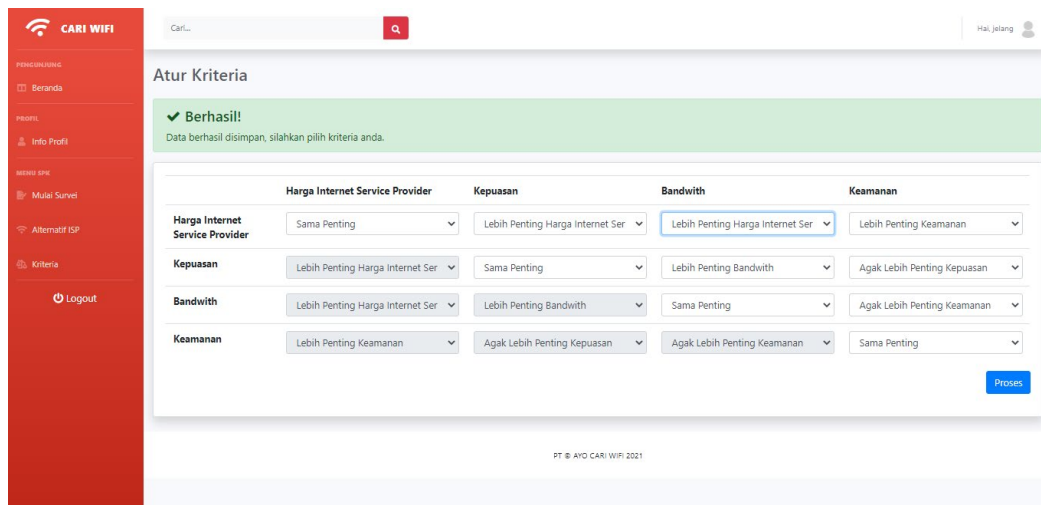 CARI WIFI
Cari...
Hai, jelang
PENGUNJUNG
Beranda
PROFIL
Info Profil
MENU SPK
Mulai Survei
Alternatif ISP
Kriteria
Logout
Atur Kriteria
Berhasil!
Data berhasil disimpan, silahkan pilih kriteria anda.
Harga Internet Service Provider Kepuasan Bandwith Keamanan
Harga Internet
Service Provider
Sama Penting Lebih Penting Harga Internet Ser Lebih Penting Harga Internet Ser Lebih Penting Keamanan
Kepuasan Lebih Penting Harga Internet Ser Sama Penting Lebih Penting Bandwith Agak Lebih Penting Kepuasan
Bandwith Lebih Penting Harga Internet Ser Lebih Penting Bandwith Sama Penting Agak Lebih Penting Keamanan
Keamanan Lebih Penting Keamanan Agak Lebih Penting Kepuasan Agak Lebih Penting Keamanan Sama Penting
Proses
PT © AYO CARI WIFI 2021